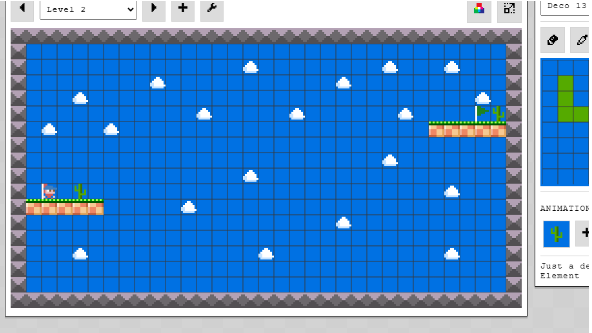 Level 2
Deco 13
ANIMATION
Just a de
Element